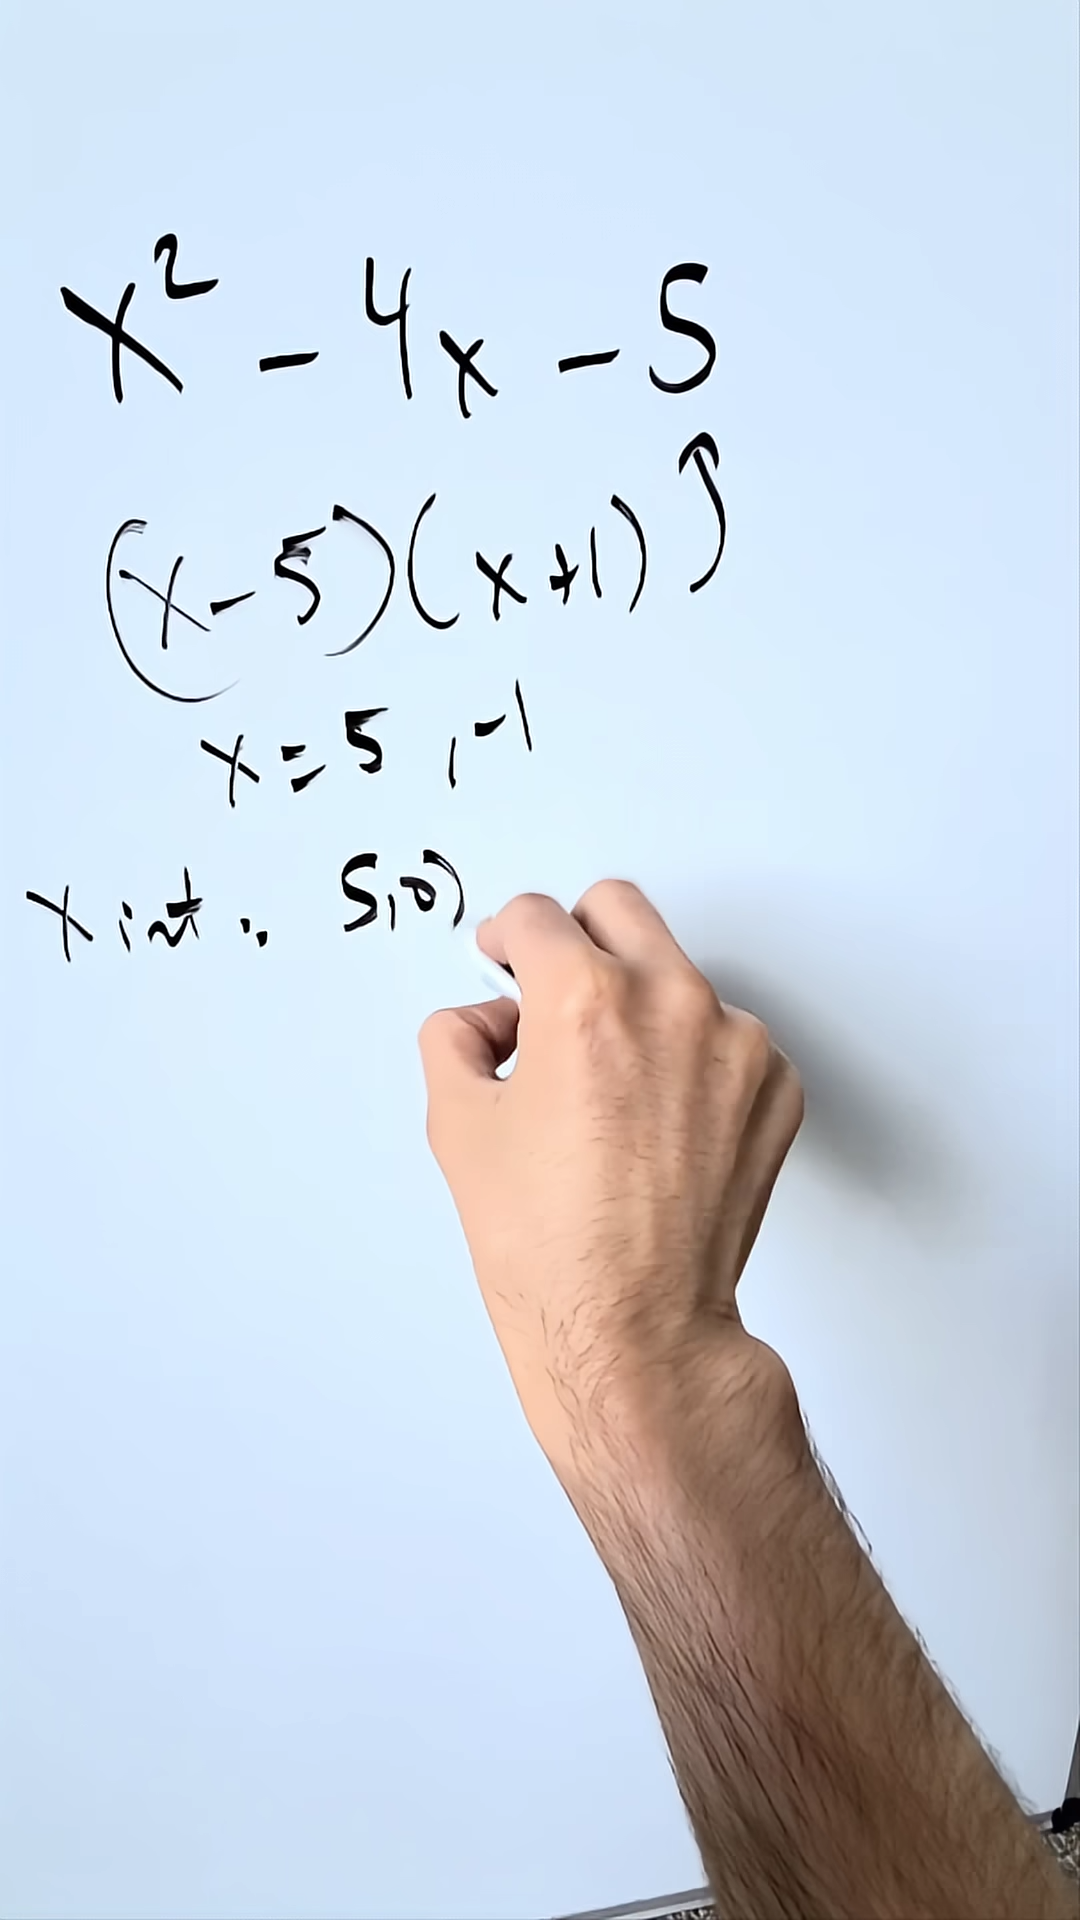 x² - 4x - 5
(x - 5)(x + 1)
x = 5, -1
x int: 5,0)